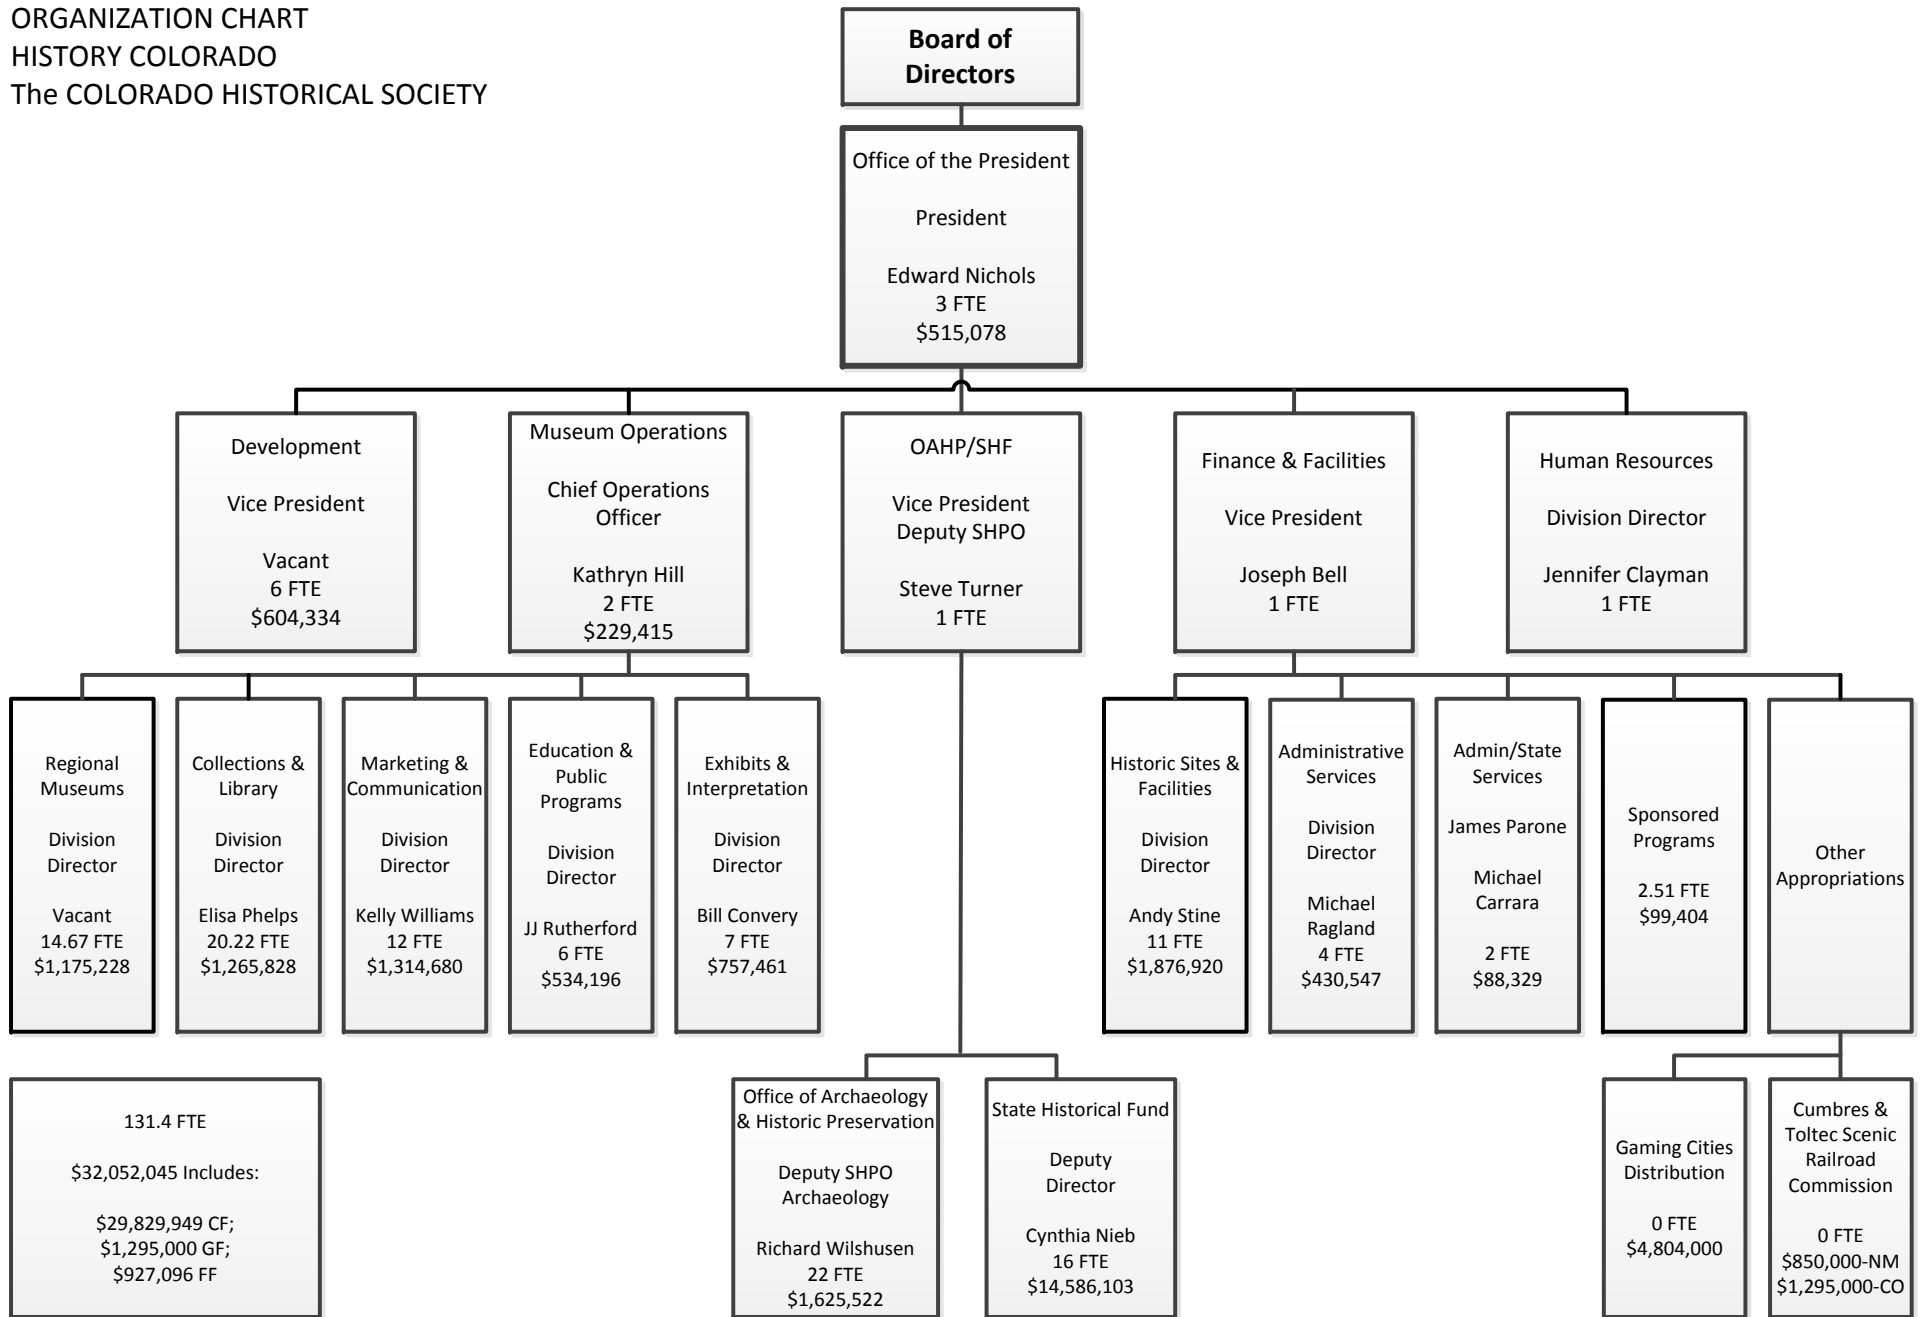 ORGANIZATION CHART
HISTORY COLORADO
The COLORADO HISTORICAL SOCIETY
Board of
Directors
Office of the President
President
Edward Nichols
3 FTE
$515,078
Development
Vice President
Vacant
6 FTE
$604,334
Museum Operations
Chief Operations
Officer
Kathryn Hill
2 FTE
$229,415
OAHP/SHF
Vice President
Deputy SHPO
Steve Turner
1 FTE
Finance & Facilities
Vice President
Joseph Bell
1 FTE
Human Resources
Division Director
Jennifer Clayman
1 FTE
Regional
Museums
Division
Director
Vacant
14.67 FTE
$1,175,228
Collections &
Library
Division
Director
Elisa Phelps
20.22 FTE
$1,265,828
Marketing &
Communication
Division
Director
Kelly Williams
12 FTE
$1,314,680
Education &
Public
Programs
Division
Director
JJ Rutherford
6 FTE
$534,196
Exhibits &
Interpretation
Division
Director
Bill Convery
7 FTE
$757,461
Historic Sites &
Facilities
Division
Director
Andy Stine
11 FTE
$1,876,920
Administrative
Services
Division
Director
Michael
Ragland
4 FTE
$430,547
Admin/State
Services
James Parone
Michael
Carrara
2 FTE
$88,329
Sponsored
Programs
2.51 FTE
$99,404
Other
Appropriations
131.4 FTE
$32,052,045 Includes:
$29,829,949 CF;
$1,295,000 GF;
$927,096 FF
Office of Archaeology
& Historic Preservation
Deputy SHPO
Archaeology
Richard Wilshusen
22 FTE
$1,625,522
State Historical Fund
Deputy
Director
Cynthia Nieb
16 FTE
$14,586,103
Gaming Cities
Distribution
0 FTE
$4,804,000
Cumbres &
Toltec Scenic
Railroad
Commission
0 FTE
$850,000-NM
$1,295,000-CO